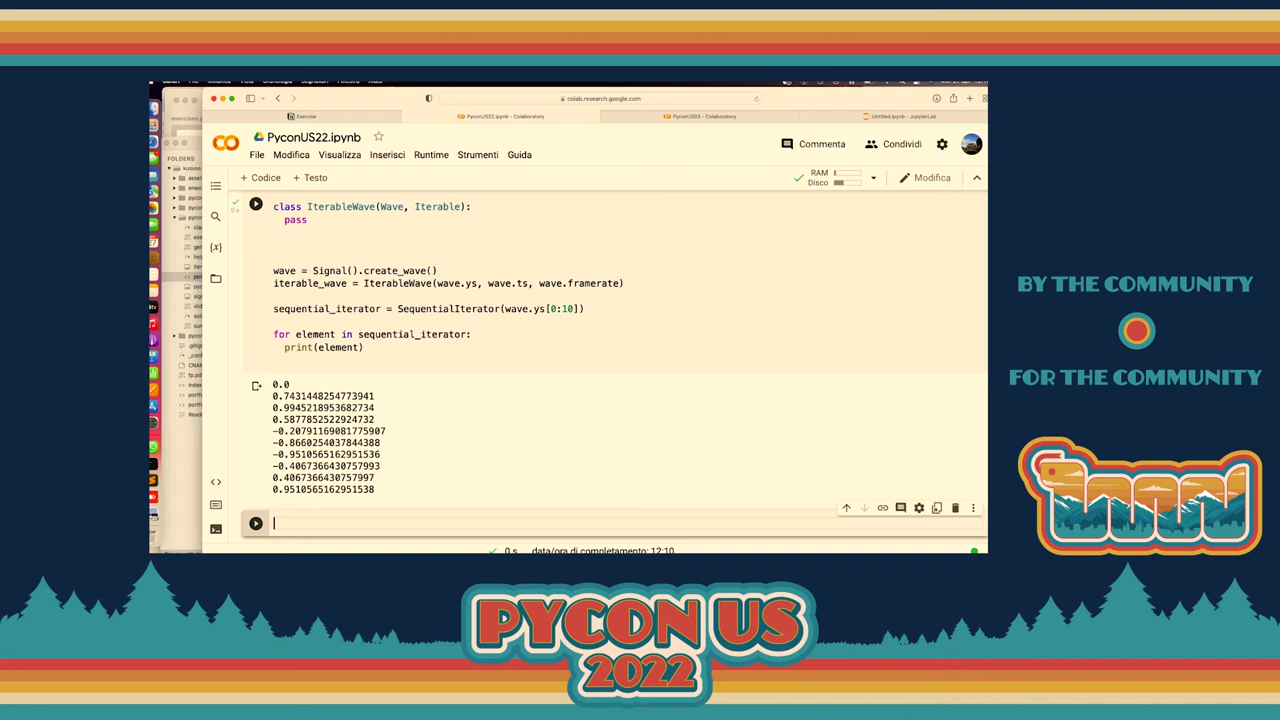 colab.research.google.com
Exercise
PyconUS22.ipynb - Colaboratory
PyconUS03 - Colaboratory
Untitled.ipynb - JupyterLab
PyconUS22.ipynb
Commenta
Condividi
File Modifica Visualizza Inserisci Runtime Strumenti Guida
FOLDERS
+ Codice + Testo
RAM
Disco
Modifica
class IterableWave(Wave, Iterable):
pass
wave = Signal().create_wave()
iterable_wave = IterableWave(wave.ys, wave.ts, wave.framerate)
sequential_iterator = SequentialIterator(wave.ys[0:10])
for element in sequential_iterator:
print(element)
0.0
0.7431448254773941
0.9945218953682734
0.5877852522924732
-0.20791169081775907
-0.8660254037844388
-0.9510565162951536
-0.4067366430757993
0.4067366430757997
0.9510565162951538
0 s data/ora di completamento: 12:10
BY THE COMMUNITY
FOR THE COMMUNITY
PYCON US
2022